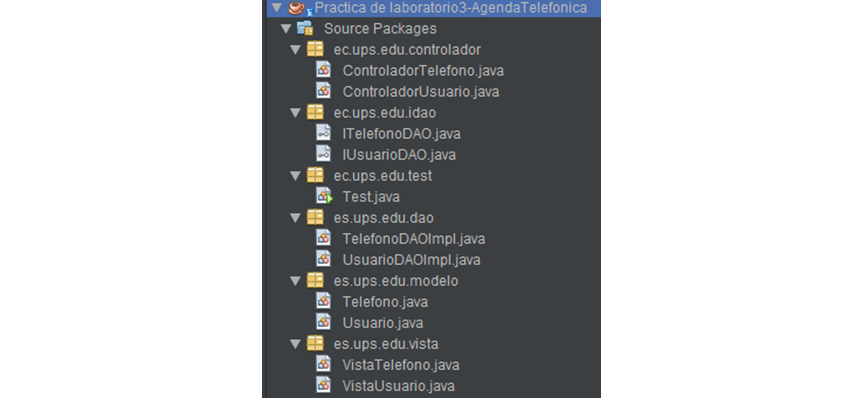 Practica de laboratorio3-AgendaTelefonica
Source Packages
ec.ups.edu.controlador
ControladorTelefono.java
ControladorUsuario.java
ec.ups.edu.idao
ITelefonoDAO.java
IUsuarioDAO.java
ec.ups.edu.test
Test.java
es.ups.edu.dao
TelefonoDAOImpl.java
UsuarioDAOImpl.java
es.ups.edu.modelo
Telefono.java
Usuario.java
es.ups.edu.vista
VistaTelefono.java
VistaUsuario.java